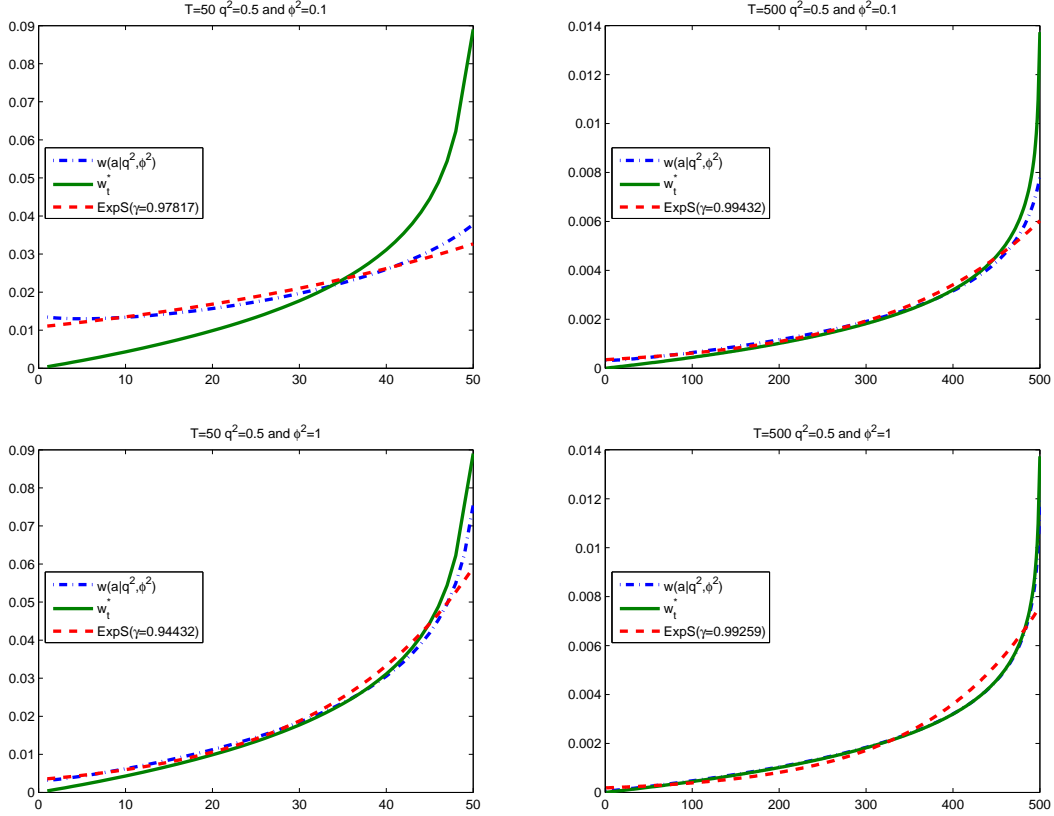 T=50 q²=0.5 and ϕ²=0.1
0.09
0.08
0.07
0.06
0.05
0.04
0.03
0.02
0.01
0
0 10 20 30 40 50
w(a|q²,ϕ²)
w*t
ExpS(γ=0.97817)
T=500 q²=0.5 and ϕ²=0.1
0.014
0.012
0.01
0.008
0.006
0.004
0.002
0
0 100 200 300 400 500
w(a|q²,ϕ²)
w*t
ExpS(γ=0.99432)
T=50 q²=0.5 and ϕ²=1
0.09
0.08
0.07
0.06
0.05
0.04
0.03
0.02
0.01
0
0 10 20 30 40 50
w(a|q²,ϕ²)
w*t
ExpS(γ=0.94432)
T=500 q²=0.5 and ϕ²=1
0.014
0.012
0.01
0.008
0.006
0.004
0.002
0
0 100 200 300 400 500
w(a|q²,ϕ²)
w*t
ExpS(γ=0.99259)